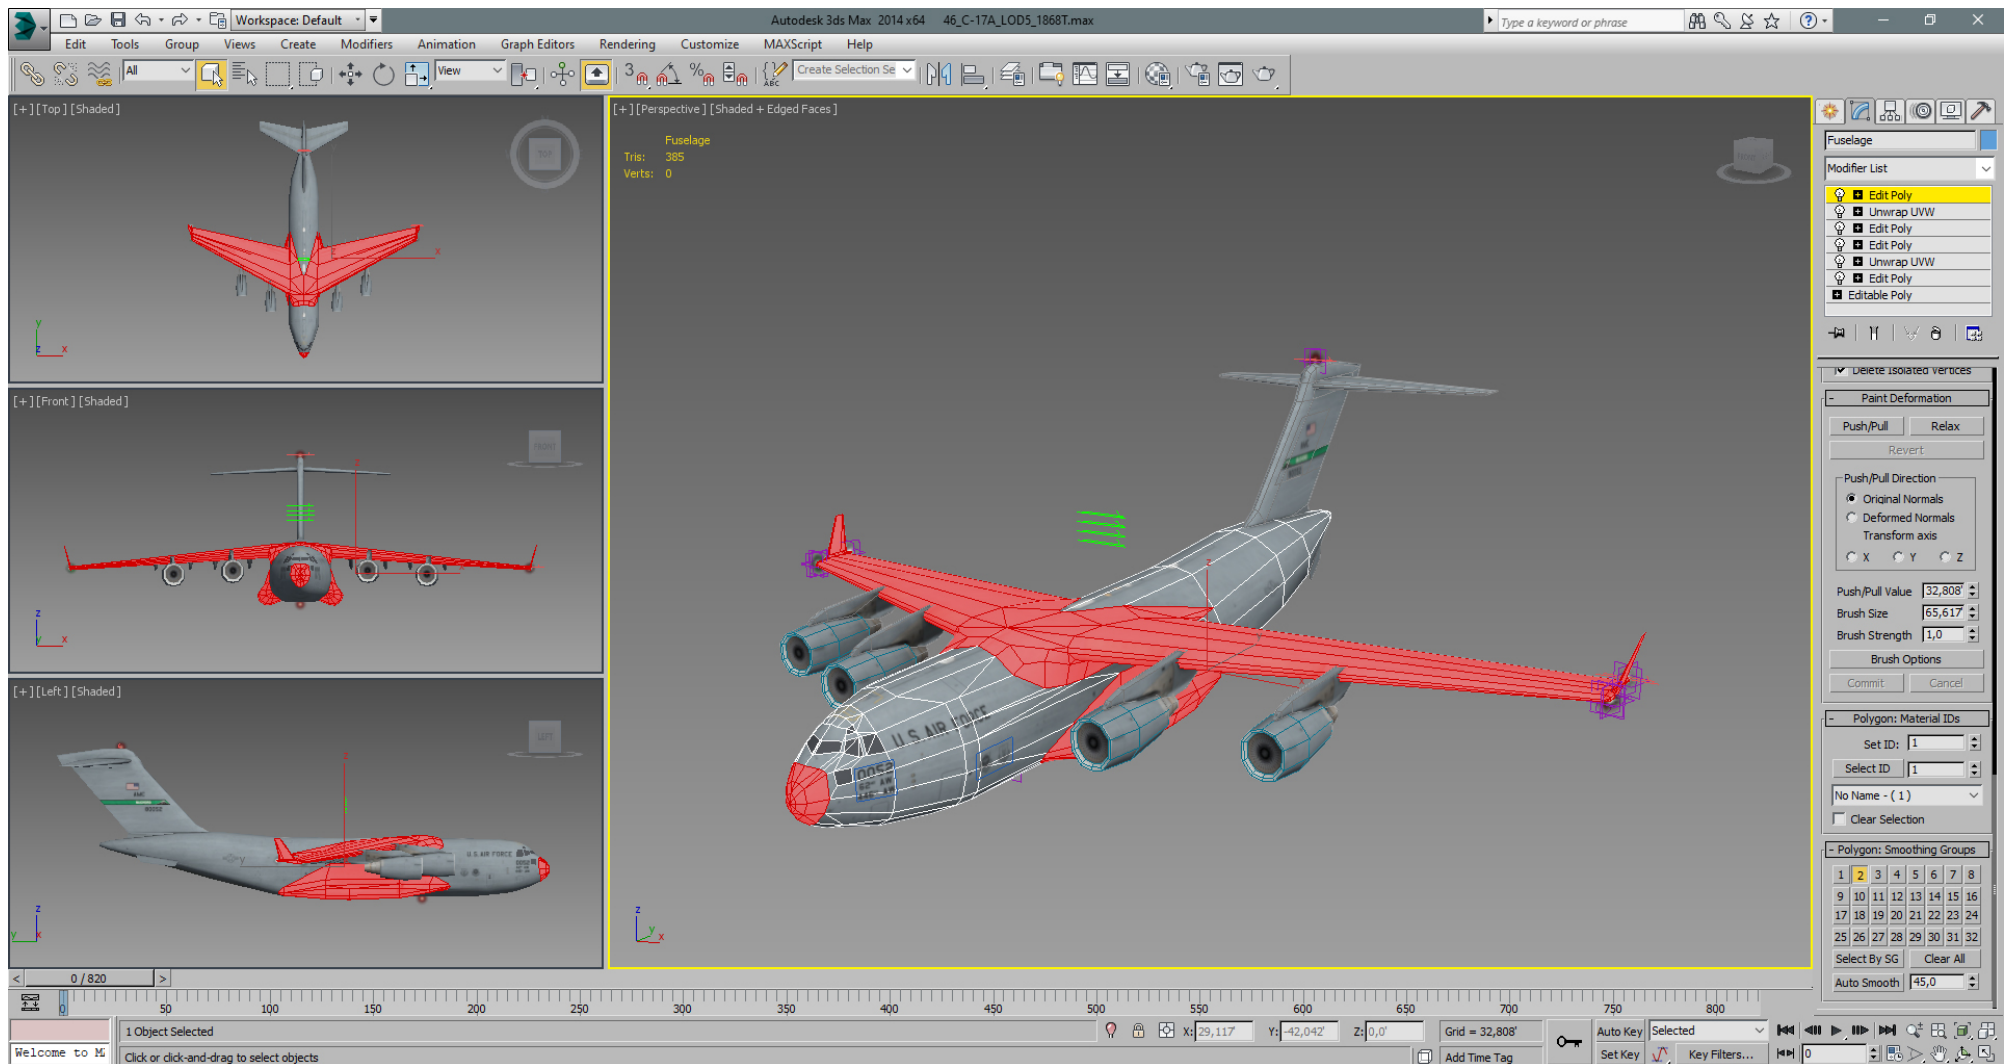 Workspace: Default
Autodesk 3ds Max 2014 x64 46_C-17A_LOD5_1868T.max
Type a keyword or phrase
Edit Tools Group Views Create Modifiers Animation Graph Editors Rendering Customize MAXScript Help
All View 3 ABC Create Selection Se
[+] [Top] [Shaded]
TOP
[+] [Front] [Shaded]
FRONT
[+] [Left] [Shaded]
LEFT
[+] [Perspective] [Shaded + Edged Faces]
Fuselage
Tris: 385
Verts: 0
U.S. AIR FORCE
0052
Fuselage
Modifier List
Edit Poly
Unwrap UVW
Edit Poly
Edit Poly
Unwrap UVW
Edit Poly
Editable Poly
Delete Isolated Vertices
- Paint Deformation
Push/Pull Relax
Revert
Push/Pull Direction
Original Normals
Deformed Normals
Transform axis
X Y Z
Push/Pull Value 32,808'
Brush Size 65,617'
Brush Strength 1,0
Brush Options
Commit Cancel
- Polygon: Material IDs
Set ID: 1
Select ID 1
No Name - ( 1 )
Clear Selection
- Polygon: Smoothing Groups
1 2 3 4 5 6 7 8
9 10 11 12 13 14 15 16
17 18 19 20 21 22 23 24
25 26 27 28 29 30 31 32
Select By SG Clear All
Auto Smooth 45,0
< 0 / 820 >
0 50 100 150 200 250 300 350 400 450 500 550 600 650 700 750 800
1 Object Selected X: 29,117' Y: -42,042' Z: 0,0' Grid = 32,808' Auto Key Selected
Welcome to M Click or click-and-drag to select objects Add Time Tag Set Key Key Filters... 0